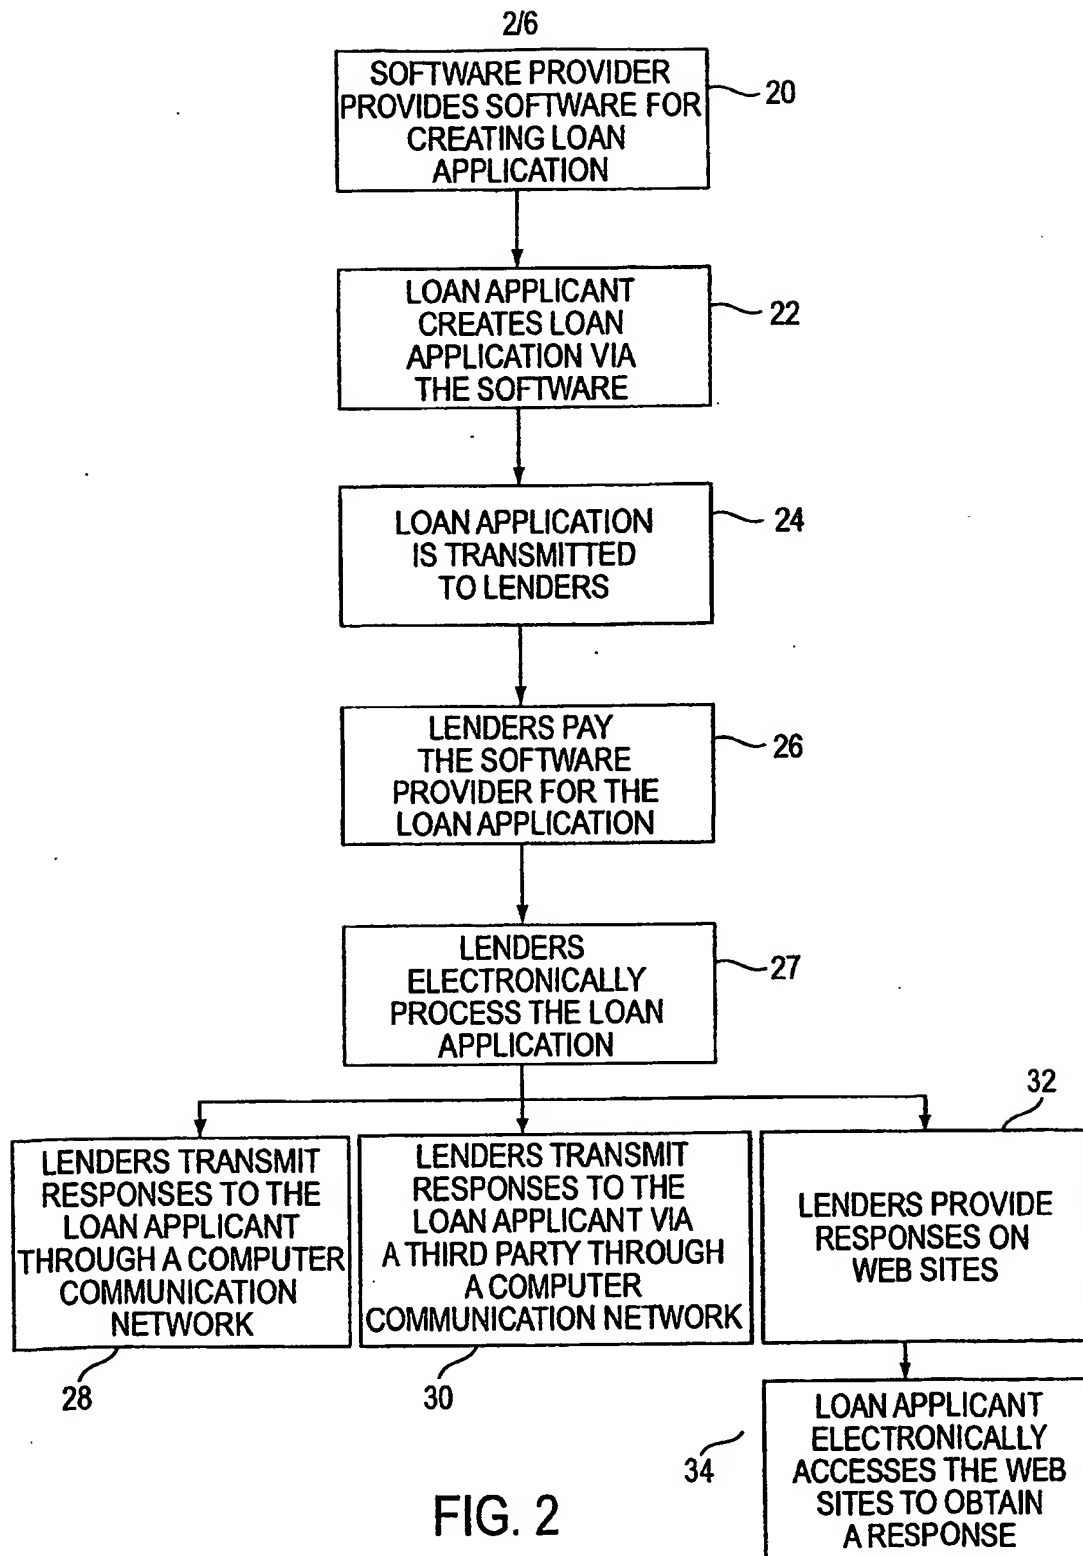 2/6
SOFTWARE PROVIDER
PROVIDES SOFTWARE FOR
CREATING LOAN
APPLICATION
20
LOAN APPLICANT
CREATES LOAN
APPLICATION VIA
THE SOFTWARE
22
LOAN APPLICATION
IS TRANSMITTED
TO LENDERS
24
LENDERS PAY
THE SOFTWARE
PROVIDER FOR THE
LOAN APPLICATION
26
LENDERS
ELECTRONICALLY
PROCESS THE LOAN
APPLICATION
27
LENDERS TRANSMIT
RESPONSES TO THE
LOAN APPLICANT
THROUGH A COMPUTER
COMMUNICATION
NETWORK
28
LENDERS TRANSMIT
RESPONSES TO THE
LOAN APPLICANT VIA
A THIRD PARTY THROUGH
A COMPUTER
COMMUNICATION NETWORK
30
32
LENDERS PROVIDE
RESPONSES ON
WEB SITES
34
LOAN APPLICANT
ELECTRONICALLY
ACCESSES THE WEB
SITES TO OBTAIN
A RESPONSE
FIG. 2